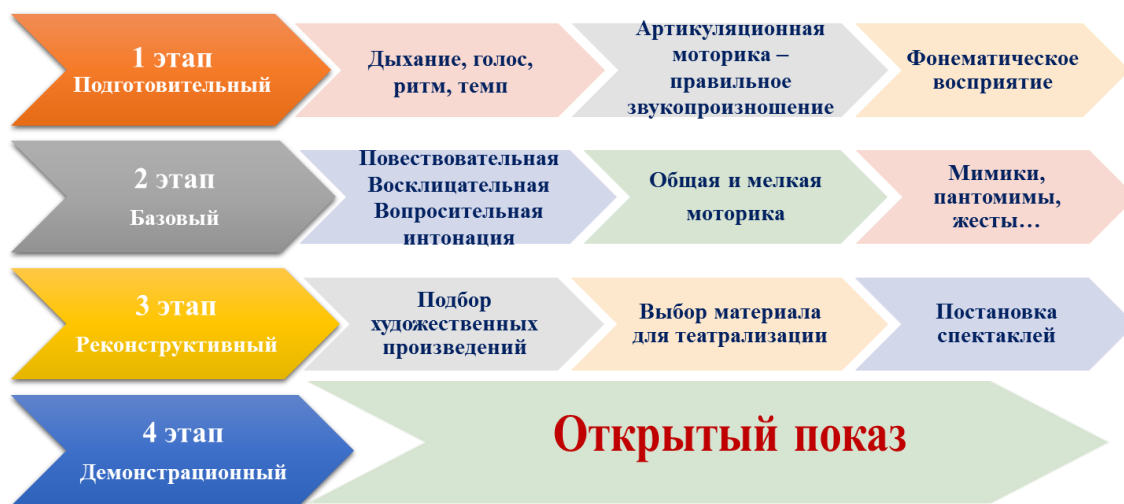 1 этап
Подготовительный
Дыхание, голос,
ритм, темп
Артикуляционная
моторика –
правильное
звукопроизношение
Фонематическое
восприятие
2 этап
Базовый
Повествовательная
Восклицательная
Вопросительная
интонация
Общая и мелкая
моторика
Мимики,
пантомимы,
жесты…
3 этап
Реконструктивный
Подбор
художественных
произведений
Выбор материала
для театрализации
Постановка
спектаклей
4 этап
Демонстрационный
Открытый показ